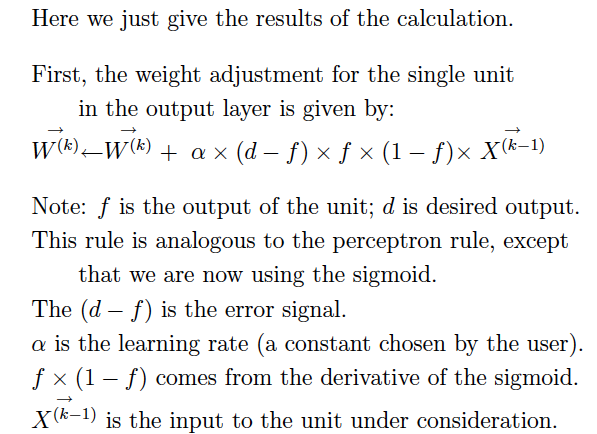 Here we just give the results of the calculation.
First, the weight adjustment for the single unit
in the output layer is given by:
$\overrightarrow{W^{(k)}} \leftarrow \overrightarrow{W^{(k)}} + \alpha \times (d - f) \times f \times (1 - f) \times \overrightarrow{X^{(k-1)}}$
Note: $f$ is the output of the unit; $d$ is desired output.
This rule is analogous to the perceptron rule, except
that we are now using the sigmoid.
The $(d - f)$ is the error signal.
$\alpha$ is the learning rate (a constant chosen by the user).
$f \times (1 - f)$ comes from the derivative of the sigmoid.
$\overrightarrow{X^{(k-1)}}$ is the input to the unit under consideration.